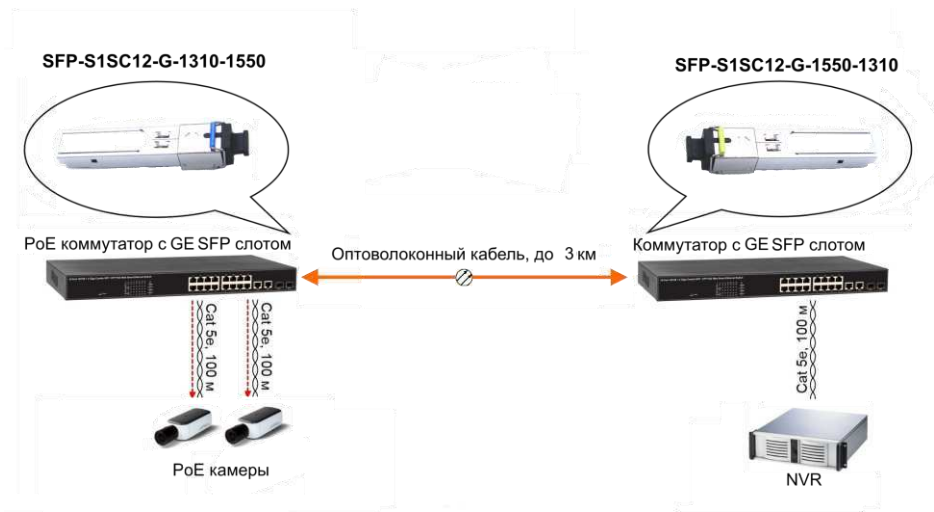 SFP-S1SC12-G-1310-1550
SFP-S1SC12-G-1550-1310
PoE коммутатор с GE SFP слотом
Оптоволоконный кабель, до 3 км
Коммутатор с GE SFP слотом
Cat 5e, 100 м
Cat 5e, 100 м
Cat 5e, 100 м
PoE камеры
NVR